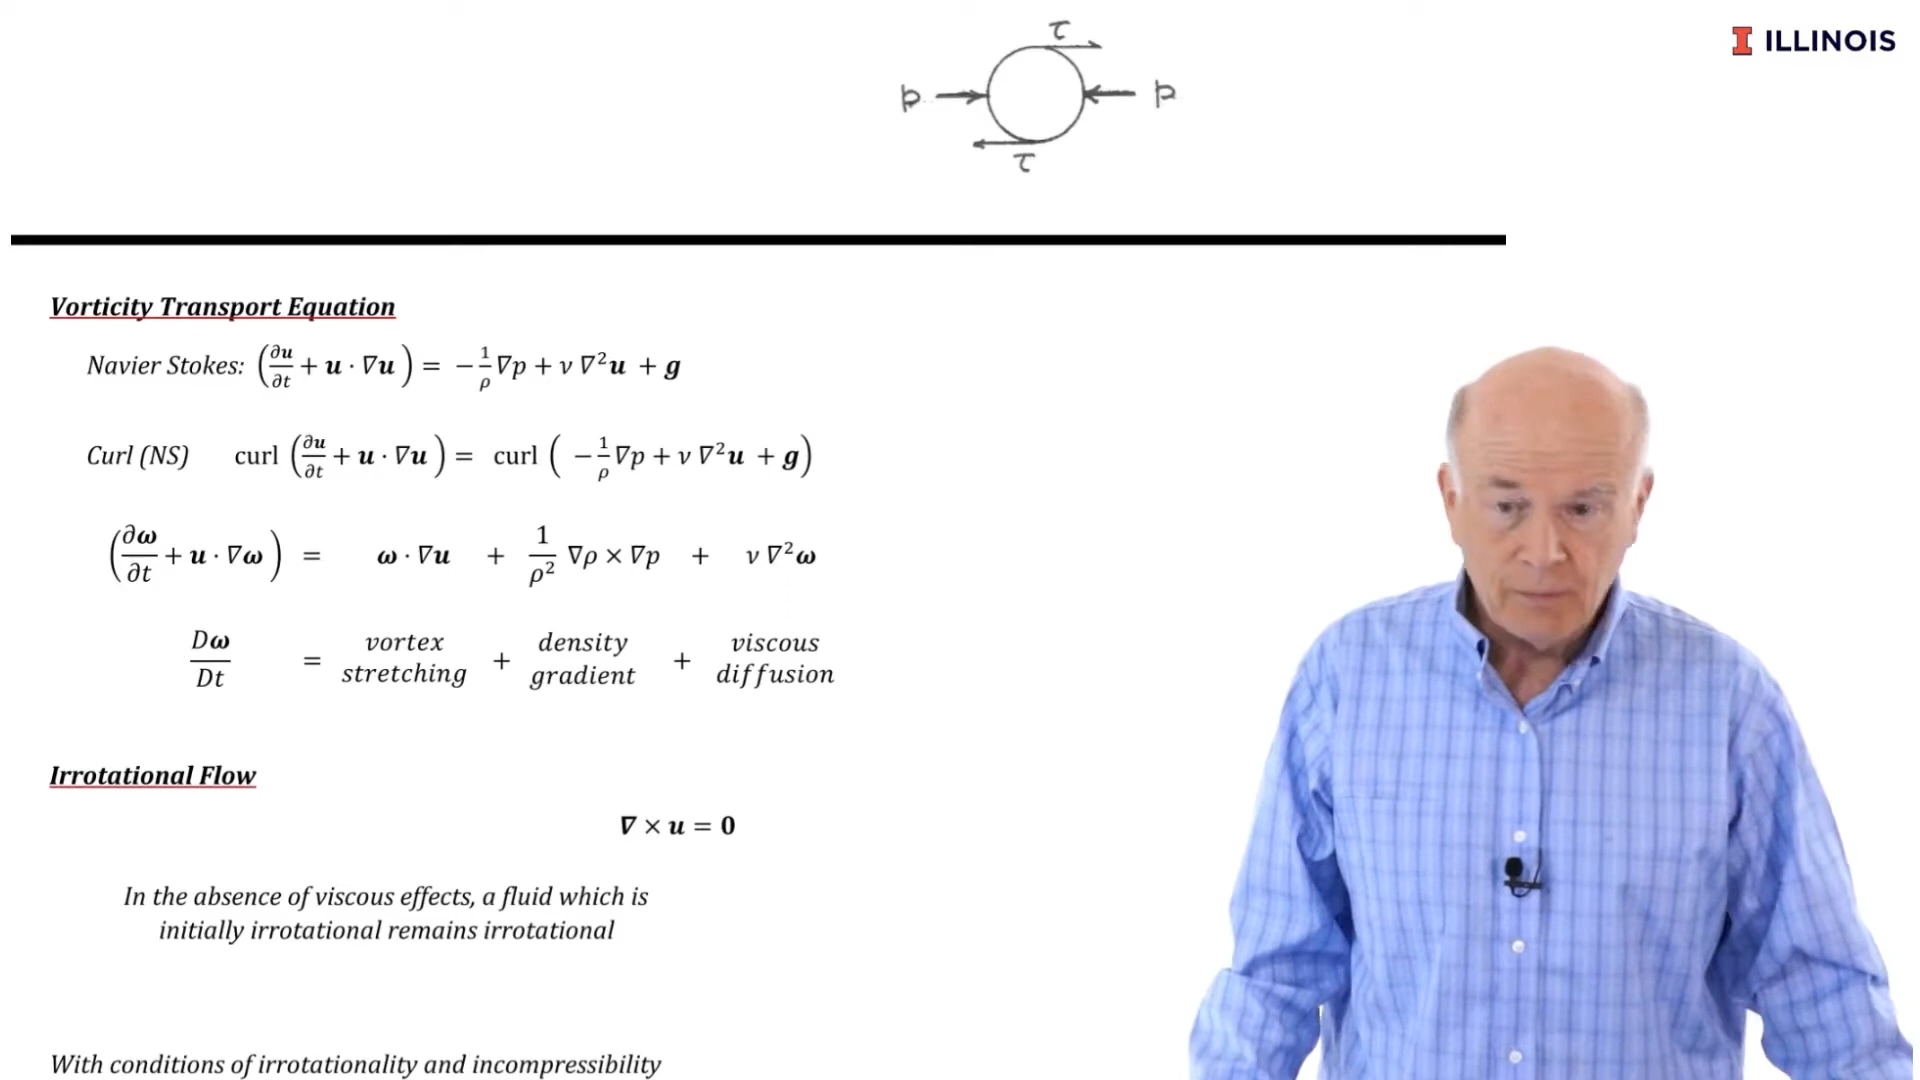 τ
ILLINOIS
p p
τ
Vorticity Transport Equation
Navier Stokes: (∂𝒖/∂t + 𝒖 · ∇𝒖) = −1/ρ ∇p + ν ∇²𝒖 + 𝒈
Curl (NS) curl (∂𝒖/∂t + 𝒖 · ∇𝒖) = curl ( −1/ρ ∇p + ν ∇²𝒖 + 𝒈)
(∂𝝎/∂t + 𝒖 · ∇𝝎) = 𝝎 · ∇𝒖 + 1/ρ² ∇ρ × ∇p + ν ∇²𝝎
D𝝎/Dt = vortex stretching + density gradient + viscous diffusion
Irrotational Flow
𝛁 × 𝒖 = 𝟎
In the absence of viscous effects, a fluid which is
initially irrotational remains irrotational
With conditions of irrotationality and incompressibility